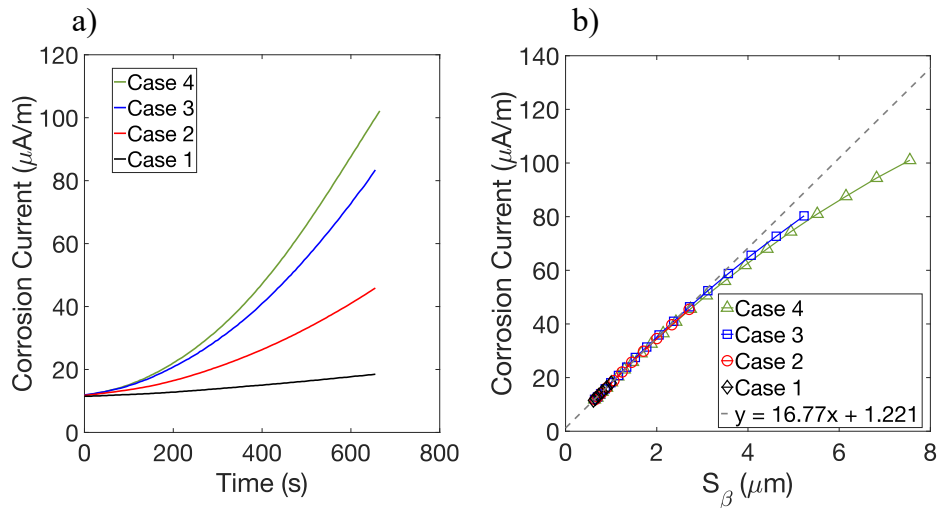 a)
120
100
80
60
40
20
0
Corrosion Current (μA/m)
0 200 400 600 800
Time (s)
Case 4
Case 3
Case 2
Case 1
b)
140
120
100
80
60
40
20
0
Corrosion Current (μA/m)
0 2 4 6 8
S_β (μm)
Case 4
Case 3
Case 2
Case 1
y = 16.77x + 1.221